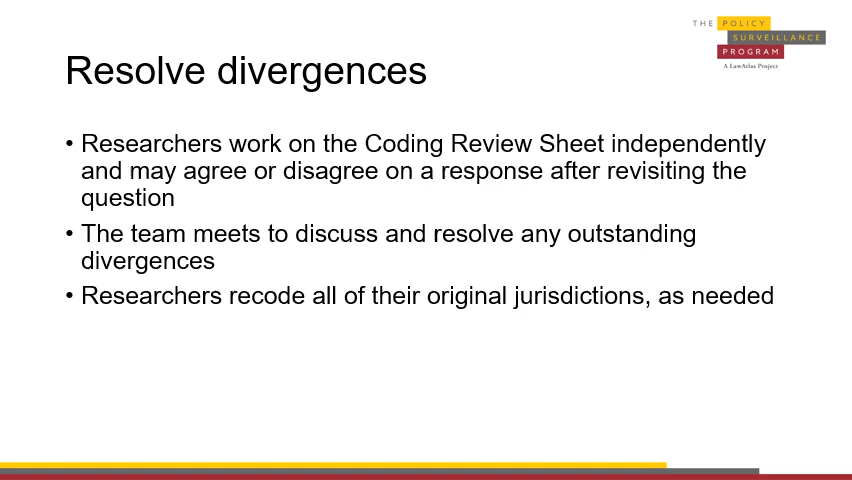 THE POLICY
SURVEILLANCE
PROGRAM
A LawAtlas Project
Resolve divergences
• Researchers work on the Coding Review Sheet independently
and may agree or disagree on a response after revisiting the
question
• The team meets to discuss and resolve any outstanding
divergences
• Researchers recode all of their original jurisdictions, as needed